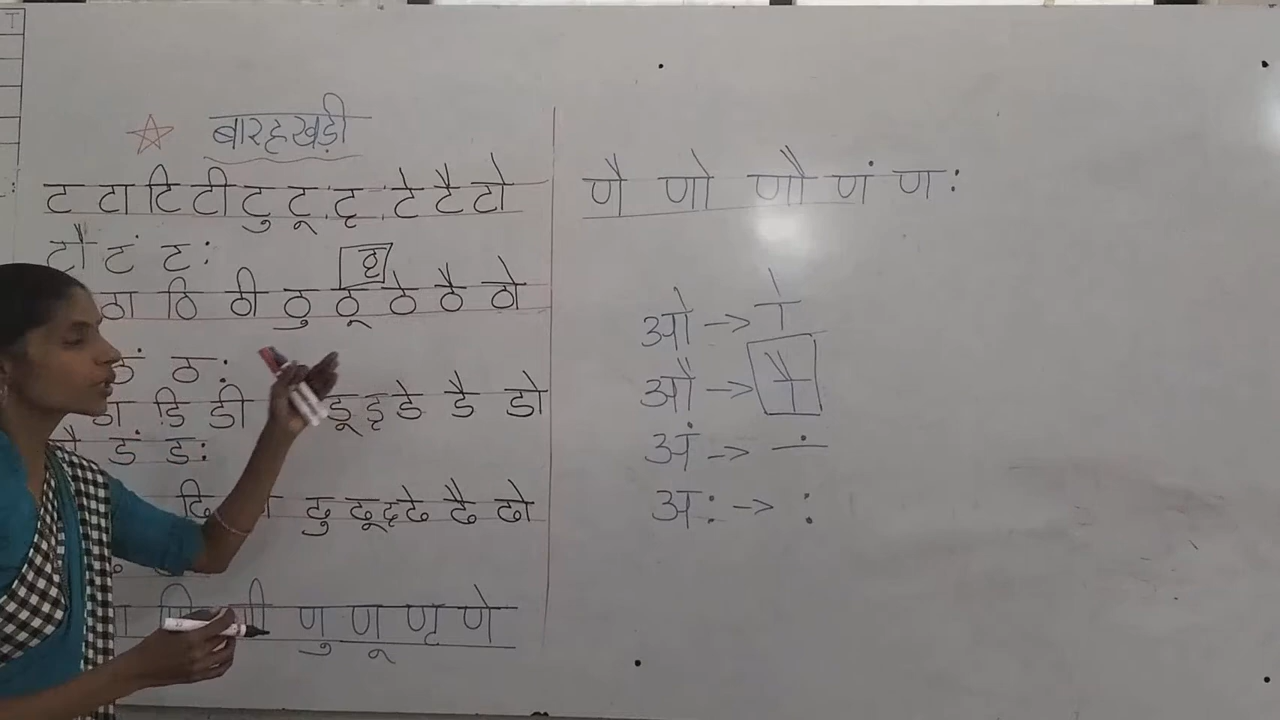 बारहखड़ी
ट टा टि टी टु टू टृ टे टै टो
टौ टं टः
ठृ
ठा ठि ठी ठु ठू ठे ठै ठो
ठं ठः
डा डि डी डू डृ डे डै डो
डं डः
ढि ढु ढू ढृ ढे ढै ढो
णु णू णृ णे
णै णो णौ णं णः
ओ -> ो
औ -> ौ
अं -> ं
अः -> ः